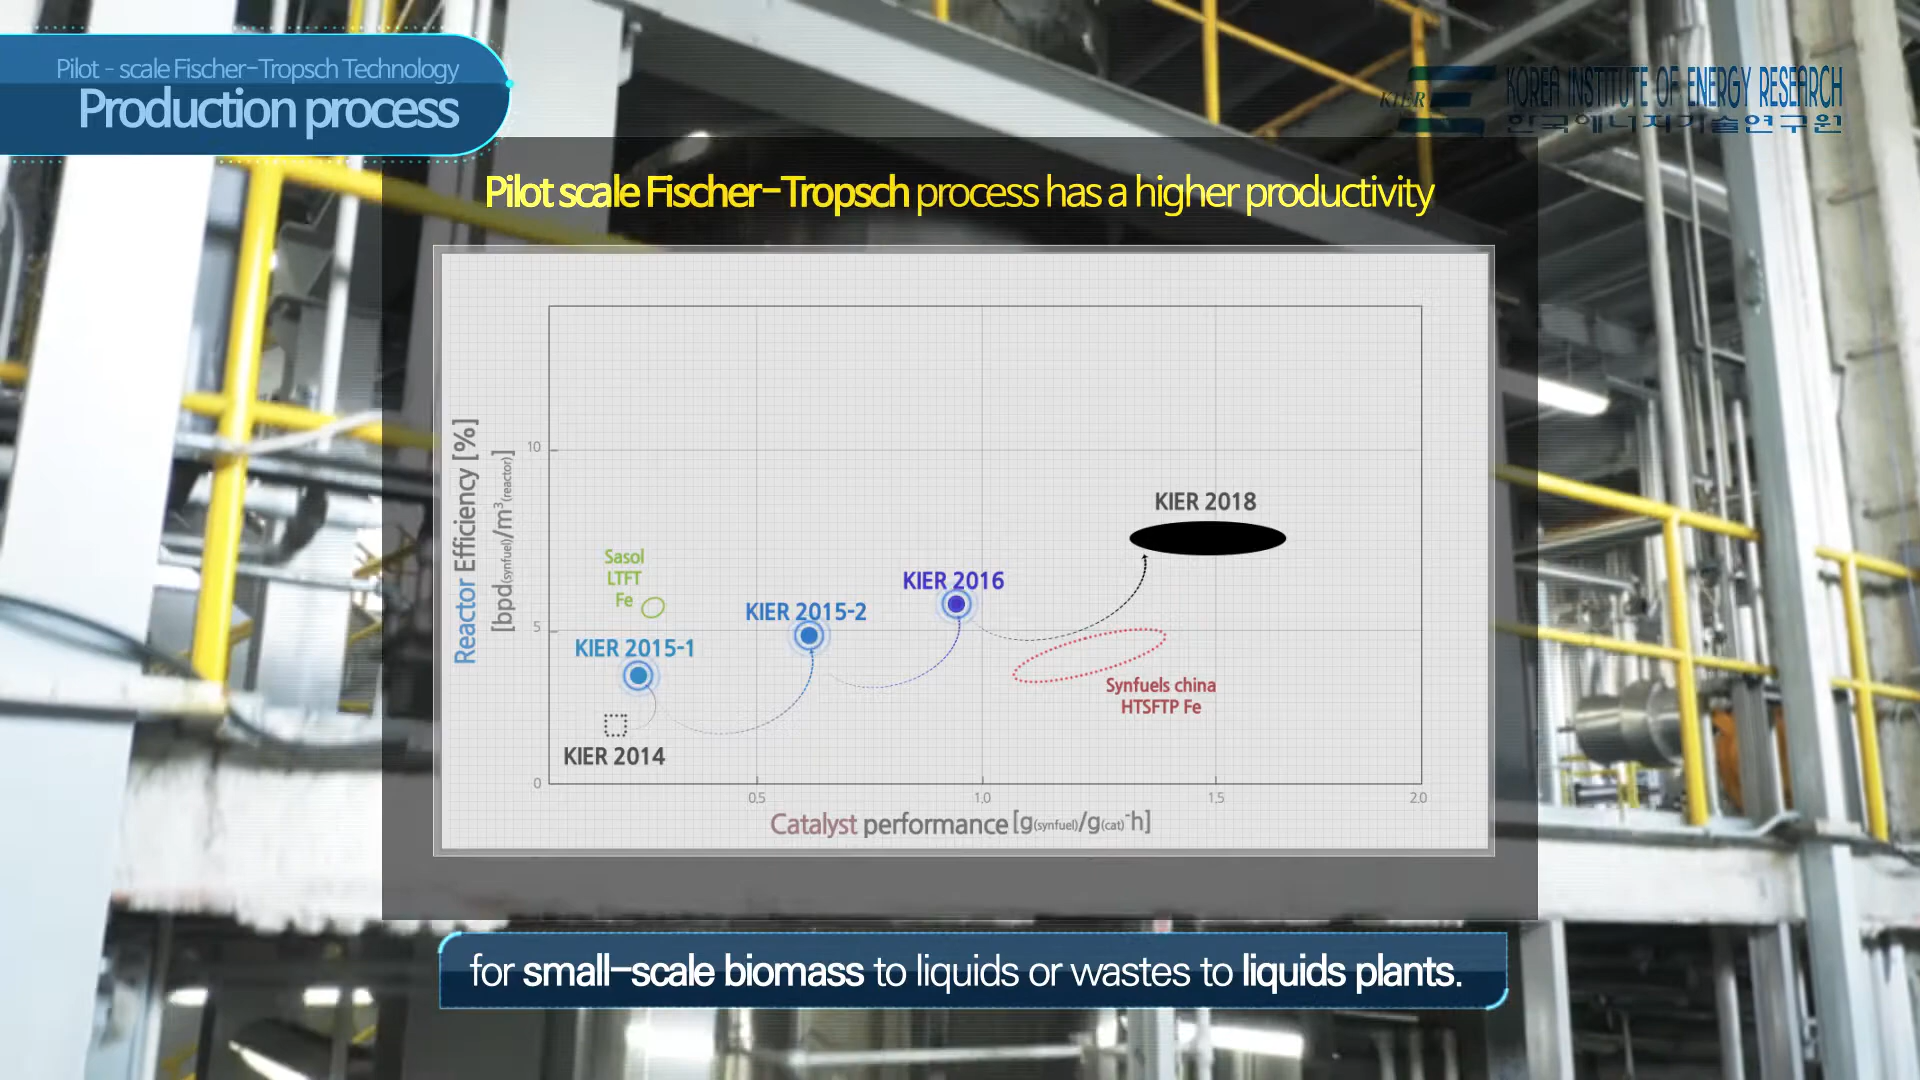 Pilot - scale Fischer-Tropsch Technology
Production process
KIER
KOREA INSTITUTE OF ENERGY RESEARCH
한국에너지기술연구원
Pilot scale Fischer-Tropsch process has a higher productivity
Reactor Efficiency [%]
[bpd(synfuel)/m³(reactor)]
10
5
0
KIER 2018
Sasol
LTFT
Fe
KIER 2016
KIER 2015-2
KIER 2015-1
Synfuels china
HTSFTP Fe
KIER 2014
0.5
1.0
1.5
2.0
Catalyst performance [g(synfuel)/g(cat)-h]
for small-scale biomass to liquids or wastes to liquids plants.